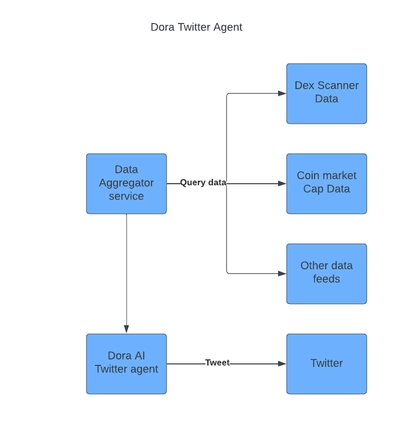 Dora Twitter Agent
Dex Scanner
Data
Data
Aggregator
service
Query data
Coin market
Cap Data
Other data
feeds
Dora AI
Twitter agent
Tweet
Twitter